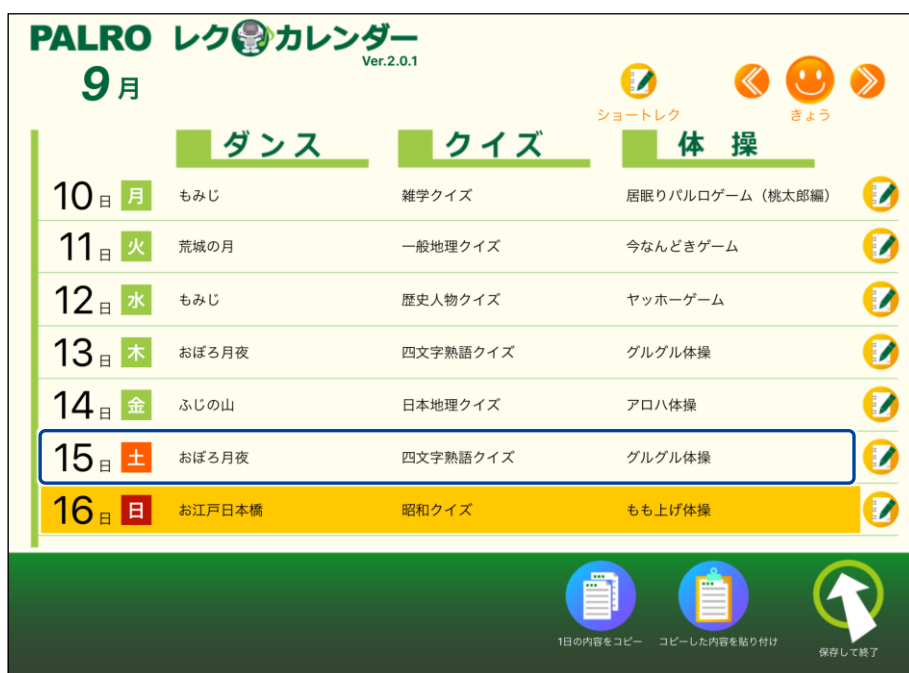 PALRO レクカレンダー
Ver.2.0.1
9月
ショートレク きょう
ダンス クイズ 体操
10日 月 もみじ 雑学クイズ 居眠りパルロゲーム（桃太郎編）
11日 火 荒城の月 一般地理クイズ 今なんどきゲーム
12日 水 もみじ 歴史人物クイズ ヤッホーゲーム
13日 木 おぼろ月夜 四文字熟語クイズ グルグル体操
14日 金 ふじの山 日本地理クイズ アロハ体操
15日 土 おぼろ月夜 四文字熟語クイズ グルグル体操
16日 日 お江戸日本橋 昭和クイズ もも上げ体操
1日の内容をコピー コピーした内容を貼り付け 保存して終了